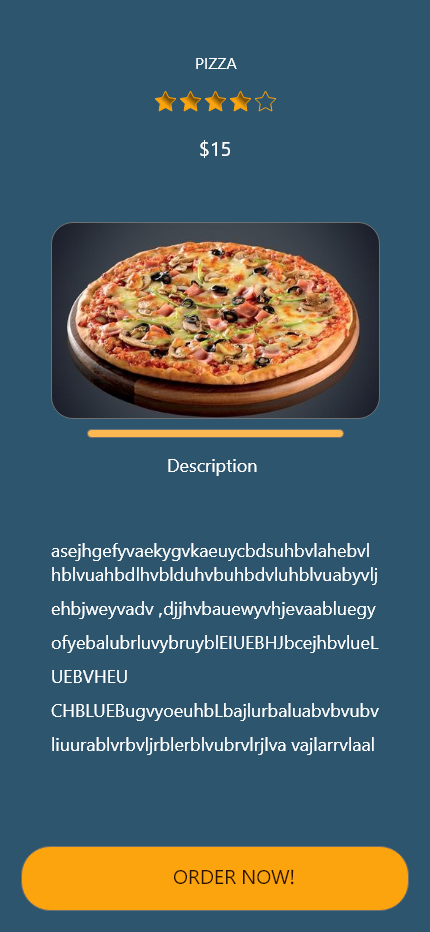 PIZZA
$15
Description
asejhgefyvaekygvkaeuycbdsuhbvlahebvl
hblvuahbdlhvblduhvbuhbdvluhblvuabyvlj
ehbjweyvadv ,djjhvbauewyvhjevaabluegy
ofyebalubrluvybruyblEIUEBHJbcejhbvlueL
UEBVHEU
CHBLUEBugvyoeuhbLbajlurbaluabvbvubv
liuurablvrbvljrblerblvubrvlrjlva vajlarrvlaal
ORDER NOW!